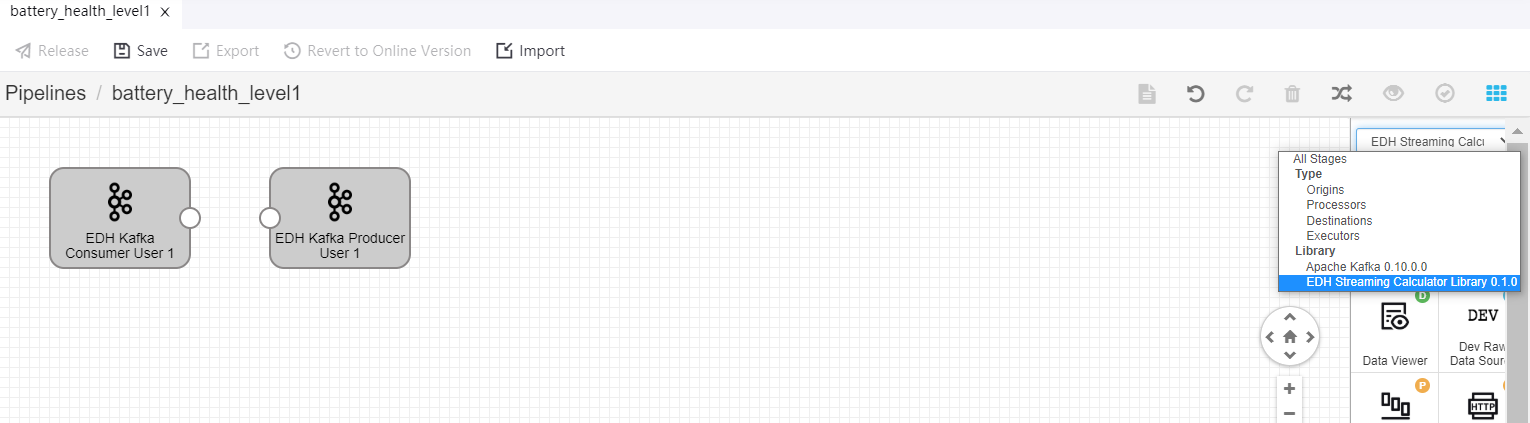 battery_health_level1 x
Release Save Export Revert to Online Version Import
Pipelines / battery_health_level1
EDH Streaming Calcu
All Stages
Type
Origins
Processors
Destinations
Executors
Library
Apache Kafka 0.10.0.0
EDH Streaming Calculator Library 0.1.0
EDH Kafka
Consumer User 1
EDH Kafka Producer
User 1
D
DEV
Data Viewer
Dev Raw
Data Sour
P
HTTP